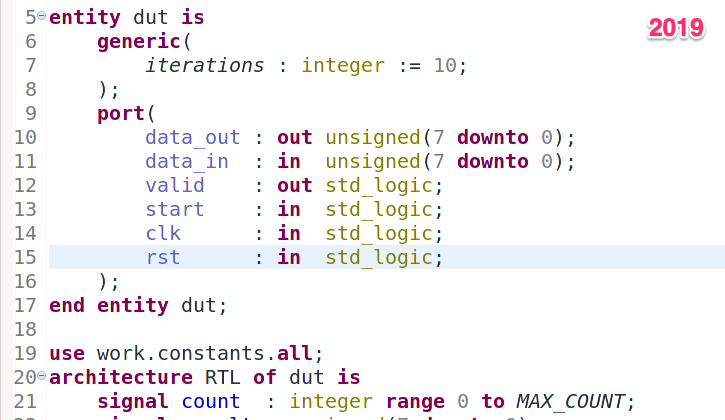 2019
5 entity dut is
6 generic(
7 iterations : integer := 10;
8 );
9 port(
10 data_out : out unsigned(7 downto 0);
11 data_in : in unsigned(7 downto 0);
12 valid : out std_logic;
13 start : in std_logic;
14 clk : in std_logic;
15 rst : in std_logic;
16 );
17 end entity dut;
18
19 use work.constants.all;
20 architecture RTL of dut is
21 signal count : integer range 0 to MAX_COUNT;